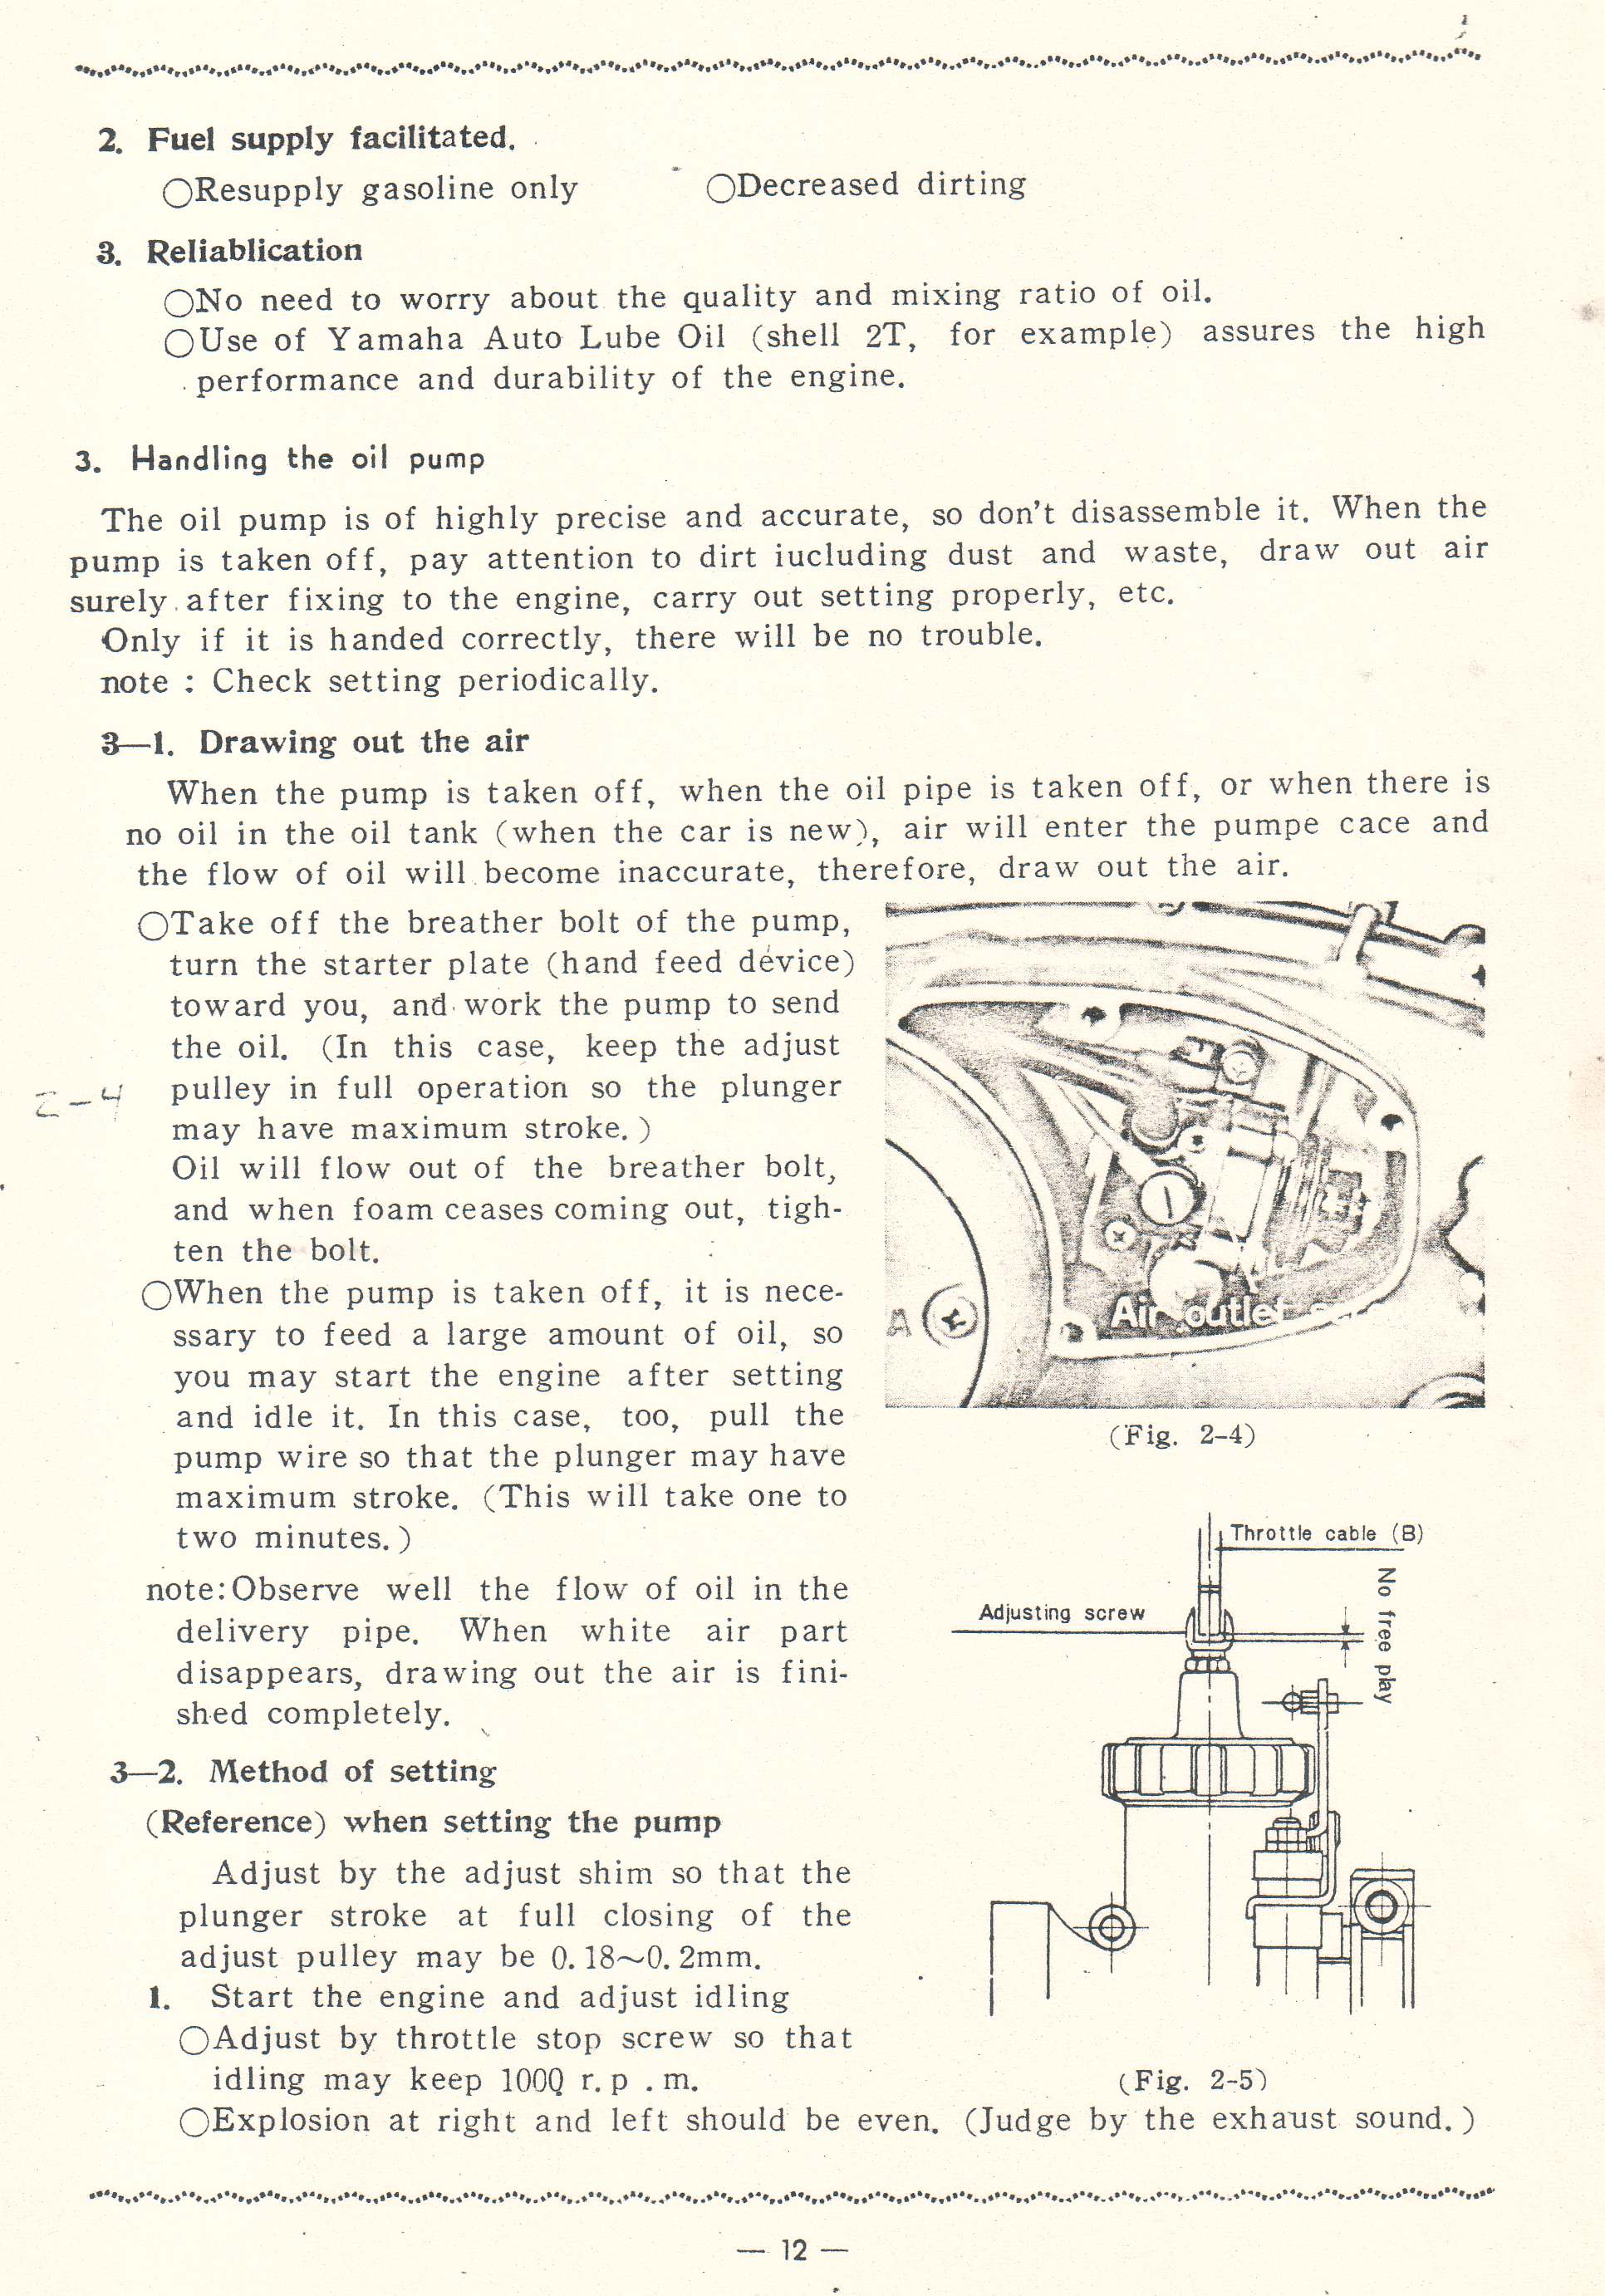 2. Fuel supply facilitated.
○Resupply gasoline only ○Decreased dirting
3. Reliablication
○No need to worry about the quality and mixing ratio of oil.
○Use of Yamaha Auto Lube Oil (shell 2T, for example) assures the high
performance and durability of the engine.
3. Handling the oil pump
The oil pump is of highly precise and accurate, so don't disassemble it. When the
pump is taken off, pay attention to dirt iucluding dust and waste, draw out air
surely after fixing to the engine, carry out setting properly, etc.
Only if it is handed correctly, there will be no trouble.
note : Check setting periodically.
3—1. Drawing out the air
When the pump is taken off, when the oil pipe is taken off, or when there is
no oil in the oil tank (when the car is new), air will enter the pumpe cace and
the flow of oil will become inaccurate, therefore, draw out the air.
○Take off the breather bolt of the pump,
turn the starter plate (hand feed device)
toward you, and work the pump to send
the oil. (In this case, keep the adjust
pulley in full operation so the plunger
may have maximum stroke.)
Oil will flow out of the breather bolt,
and when foam ceases coming out, tigh-
ten the bolt.
2-4
○When the pump is taken off, it is nece-
ssary to feed a large amount of oil, so
you may start the engine after setting
and idle it. In this case, too, pull the
pump wire so that the plunger may have
maximum stroke. (This will take one to
two minutes.)
note:Observe well the flow of oil in the
delivery pipe. When white air part
disappears, drawing out the air is fini-
shed completely.
Air outlet
(Fig. 2-4)
Throttle cable (B)
Adjusting screw
No free play
3—2. Method of setting
(Reference) when setting the pump
Adjust by the adjust shim so that the
plunger stroke at full closing of the
adjust pulley may be 0.18~0.2mm.
1. Start the engine and adjust idling
○Adjust by throttle stop screw so that
idling may keep 1000 r.p.m.
(Fig. 2-5)
○Explosion at right and left should be even. (Judge by the exhaust sound.)
— 12 —